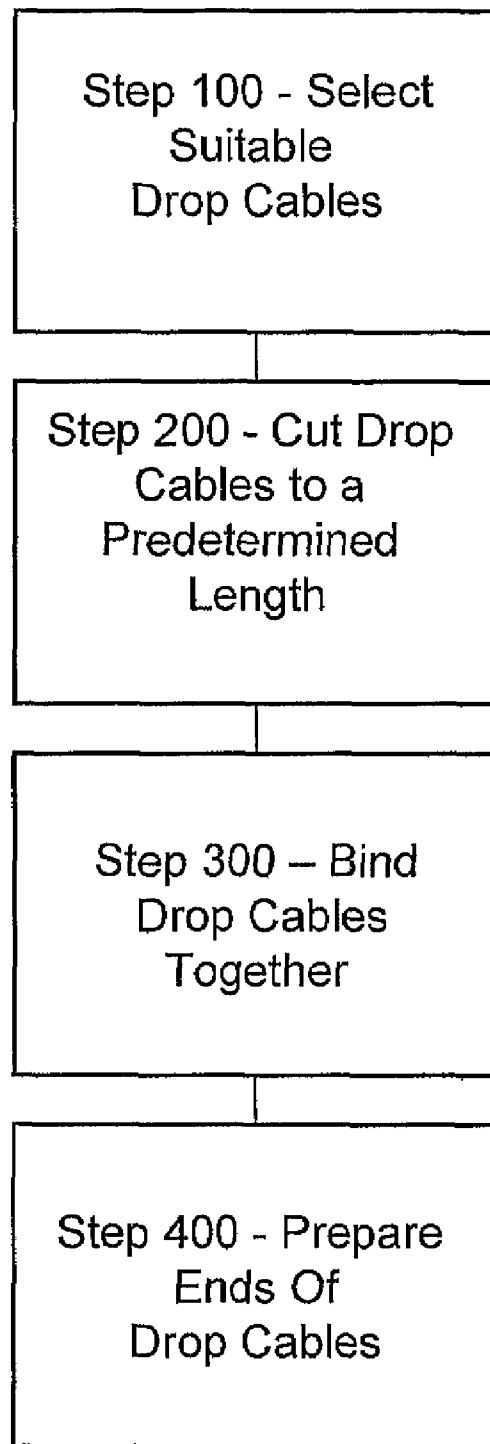 Step 100 - Select
Suitable
Drop Cables
Step 200 - Cut Drop
Cables to a
Predetermined
Length
Step 300 – Bind
Drop Cables
Together
Step 400 - Prepare
Ends Of
Drop Cables